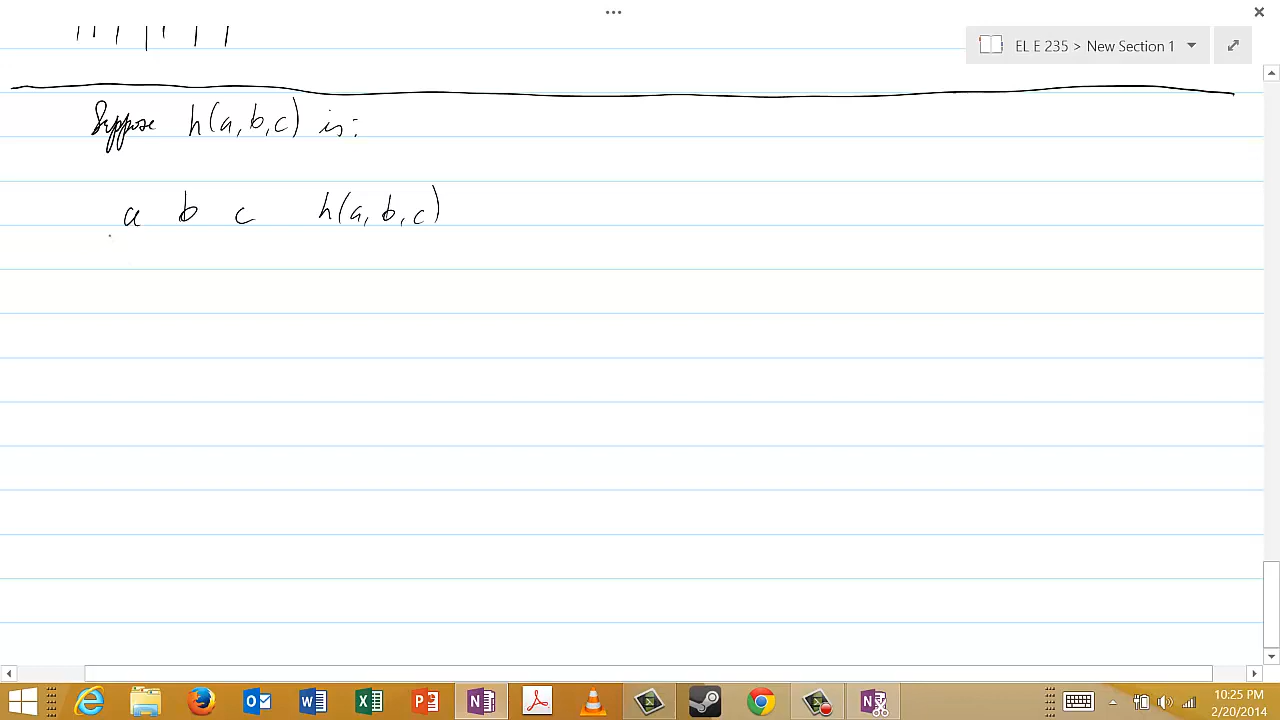 ...
EL E 235 > New Section 1
Suppose h(a,b,c) is:
a b c h(a,b,c)
10:25 PM
2/20/2014